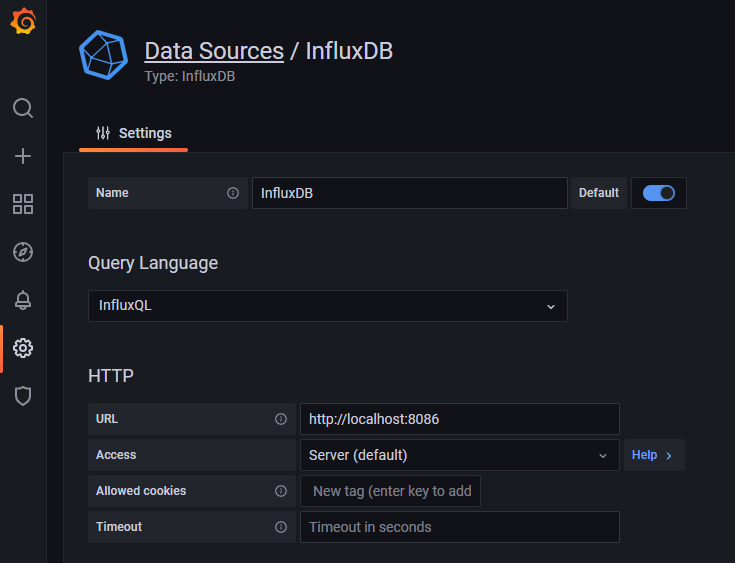 Data Sources / InfluxDB
Type: InfluxDB
Settings
Name InfluxDB Default
Query Language
InfluxQL
HTTP
URL http://localhost:8086
Access Server (default) Help
Allowed cookies New tag (enter key to add
Timeout Timeout in seconds